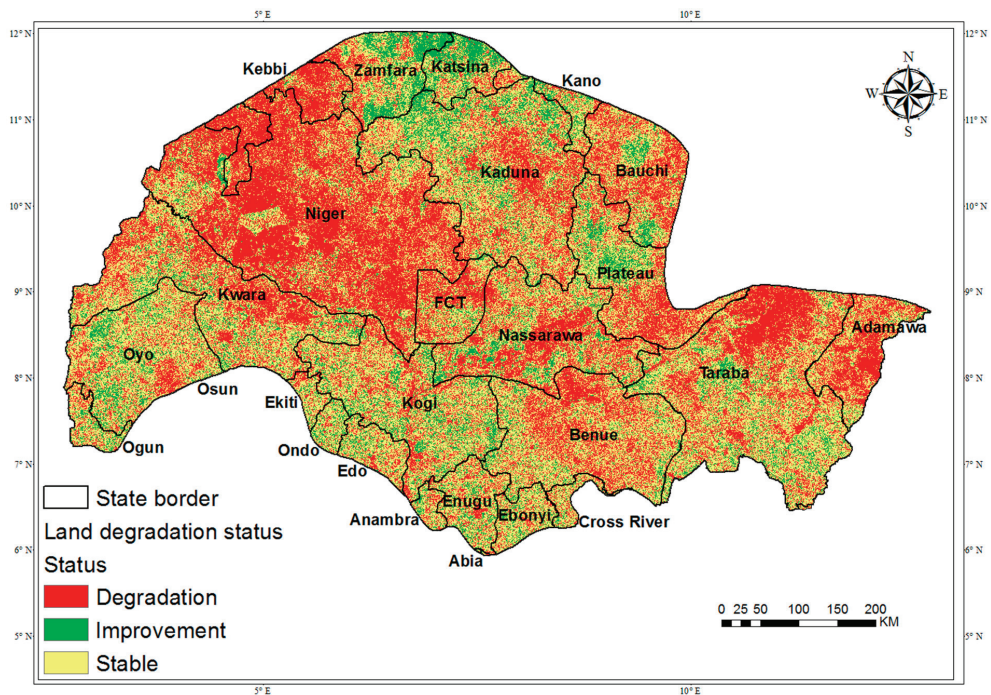 5° E 10° E
12° N 12° N
Zamfara
Katsina
Kebbi
Kano
N
W E
S
11° N 11° N
Kaduna
Bauchi
10° N 10° N
Niger
Plateau
9° N 9° N
Kwara
FCT
Nassarawa
Adamawa
Oyo
Taraba
8° N 8° N
Osun
Ekiti
Kogi
Benue
Ogun
Ondo
7° N 7° N
Edo
State border
Enugu
Anambra
Ebonyi
Cross River
Land degradation status
Abia
6° N 6° N
Status
Degradation
0 25 50 100 150 200
KM
Improvement
5° N 5° N
Stable
5° E 10° E